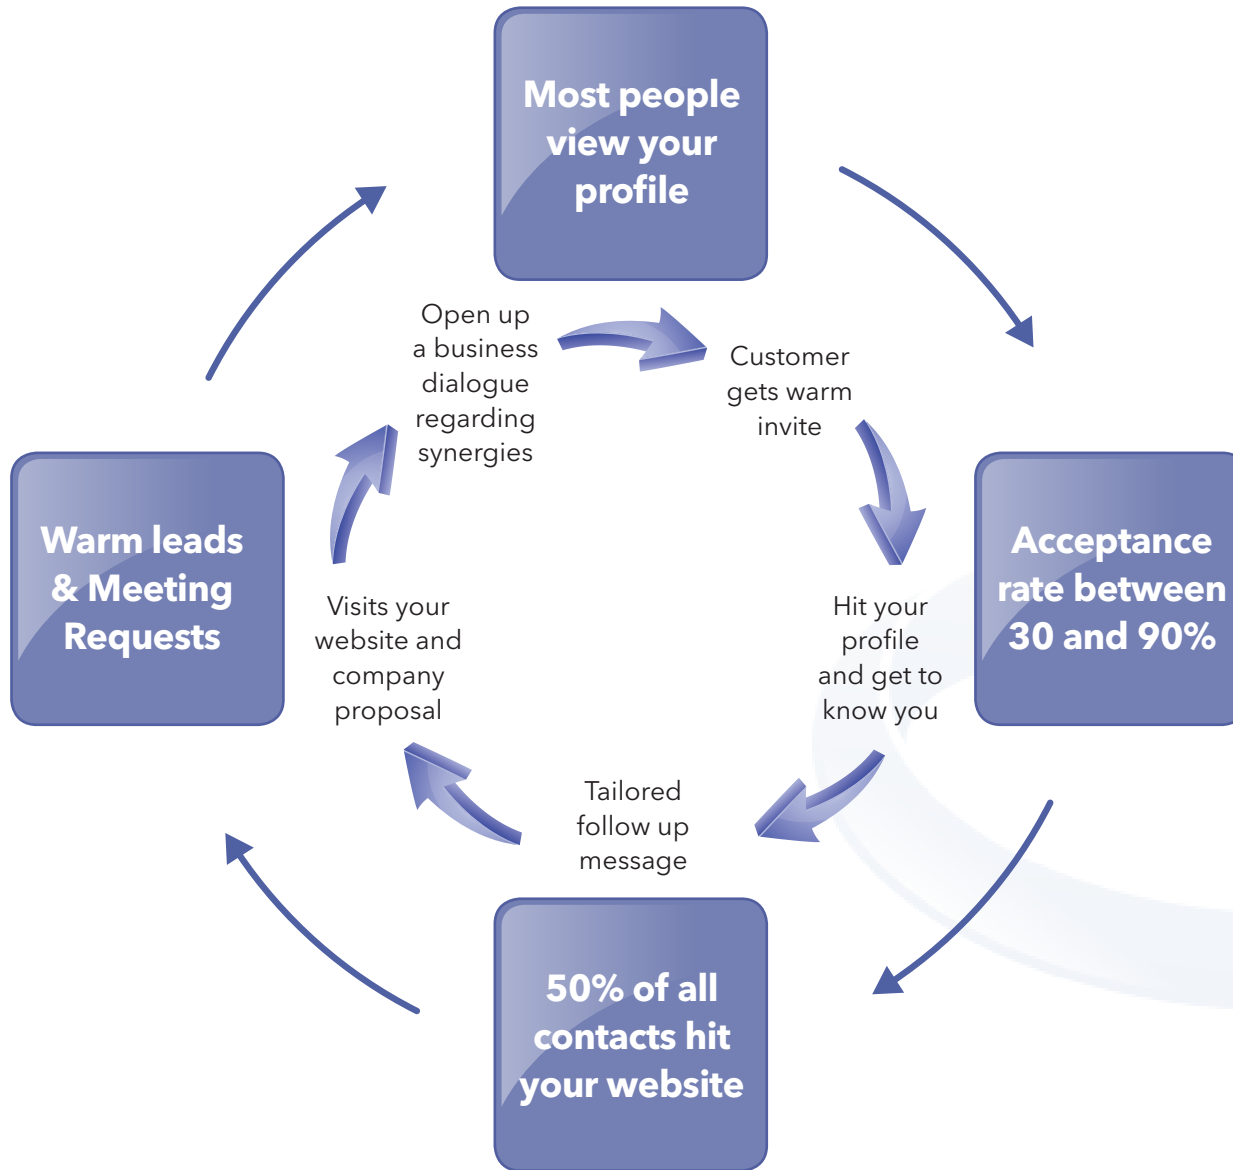 Most people
view your
profile
Open up
a business
dialogue
regarding
synergies
Customer
gets warm
invite
Warm leads
& Meeting
Requests
Acceptance
rate between
30 and 90%
Visits your
website and
company
proposal
Hit your
profile
and get to
know you
Tailored
follow up
message
50% of all
contacts hit
your website